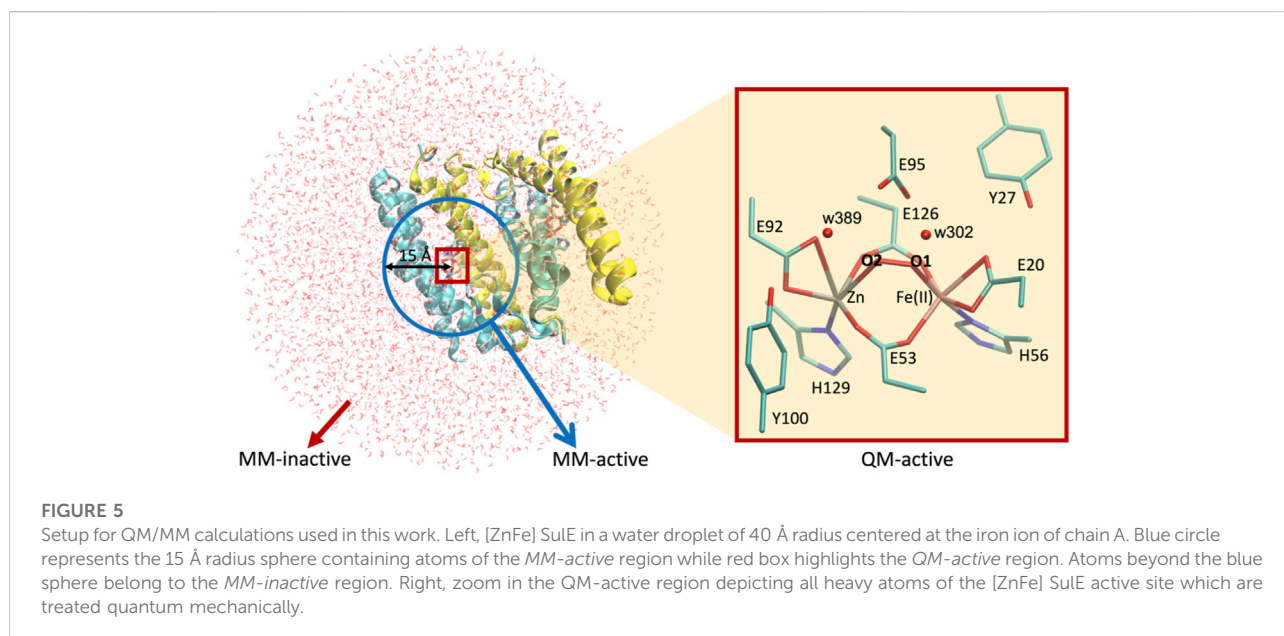 15 Å
MM-inactive
MM-active
E95
Y27
E92
w389
E126
w302
O2
O1
E20
Zn
Fe(II)
E53
H56
H129
Y100
QM-active
FIGURE 5
Setup for QM/MM calculations used in this work. Left, [ZnFe] SulE in a water droplet of 40 Å radius centered at the iron ion of chain A. Blue circle
represents the 15 Å radius sphere containing atoms of the MM-active region while red box highlights the QM-active region. Atoms beyond the blue
sphere belong to the MM-inactive region. Right, zoom in the QM-active region depicting all heavy atoms of the [ZnFe] SulE active site which are
treated quantum mechanically.